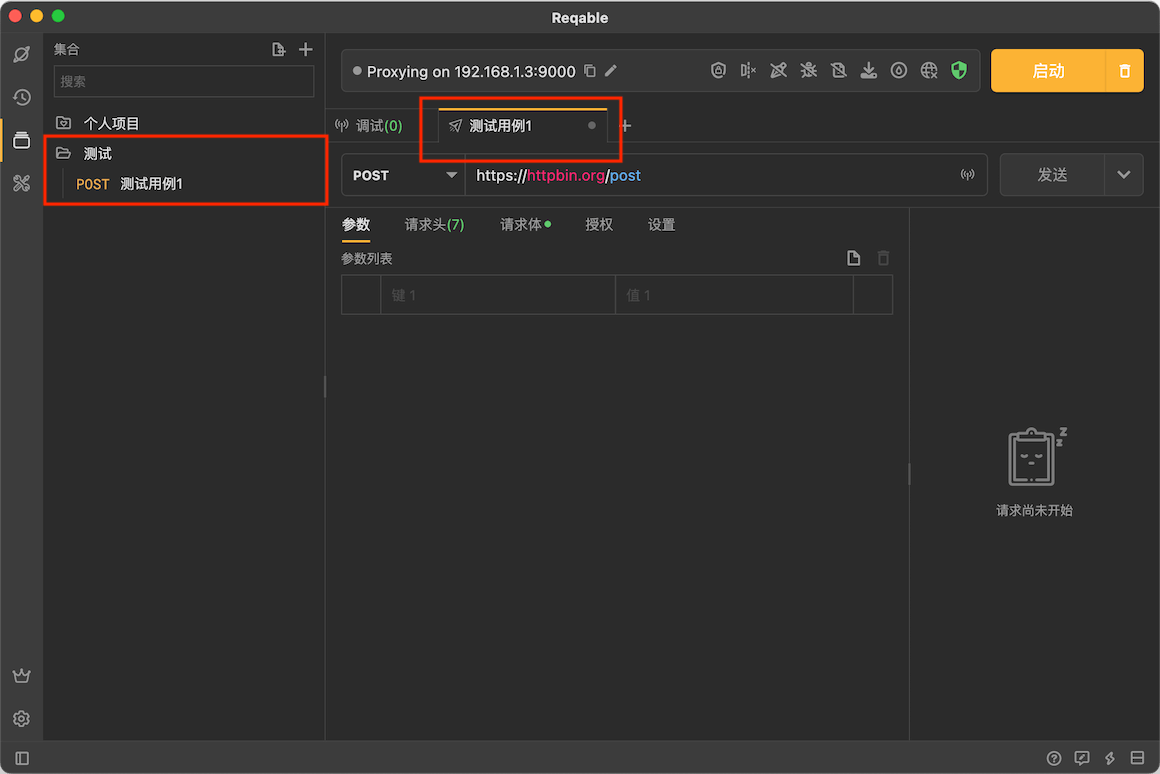 Reqable
集合
搜索
个人项目
测试
POST 测试用例1
Proxying on 192.168.1.3:9000
启动
调试(0)
测试用例1
POST
https://httpbin.org/post
发送
参数
请求头(7)
请求体
授权
设置
参数列表
键 1
值 1
z
z
请求尚未开始